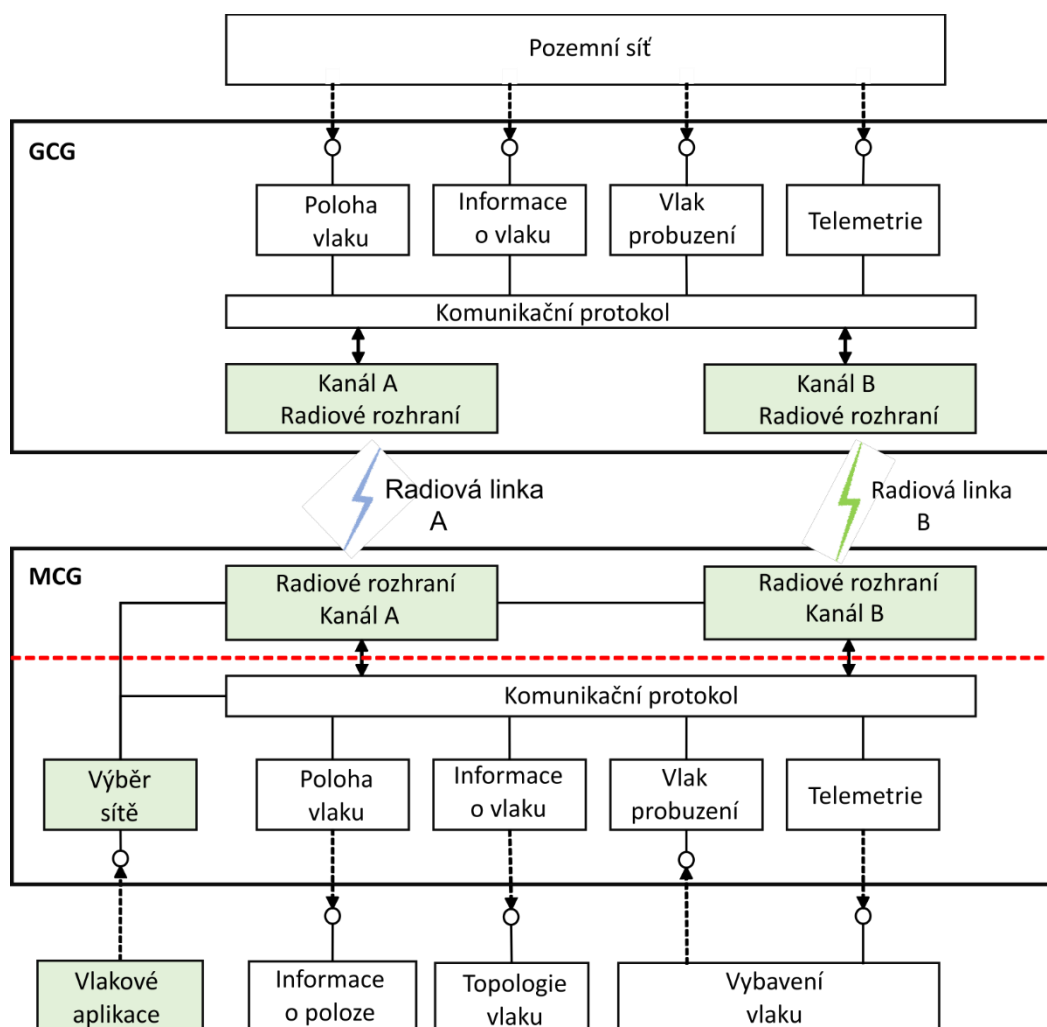 Pozemní síť
GCG
Poloha
vlaku
Informace
o vlaku
Vlak
probuzení
Telemetrie
Komunikační protokol
Kanál A
Radiové rozhraní
Kanál B
Radiové rozhraní
Radiová linka
A
Radiová linka
B
MCG
Radiové rozhraní
Kanál A
Radiové rozhraní
Kanál B
Komunikační protokol
Výběr
sítě
Poloha
vlaku
Informace
o vlaku
Vlak
probuzení
Telemetrie
Vlakové
aplikace
Informace
o poloze
Topologie
vlaku
Vybavení
vlaku